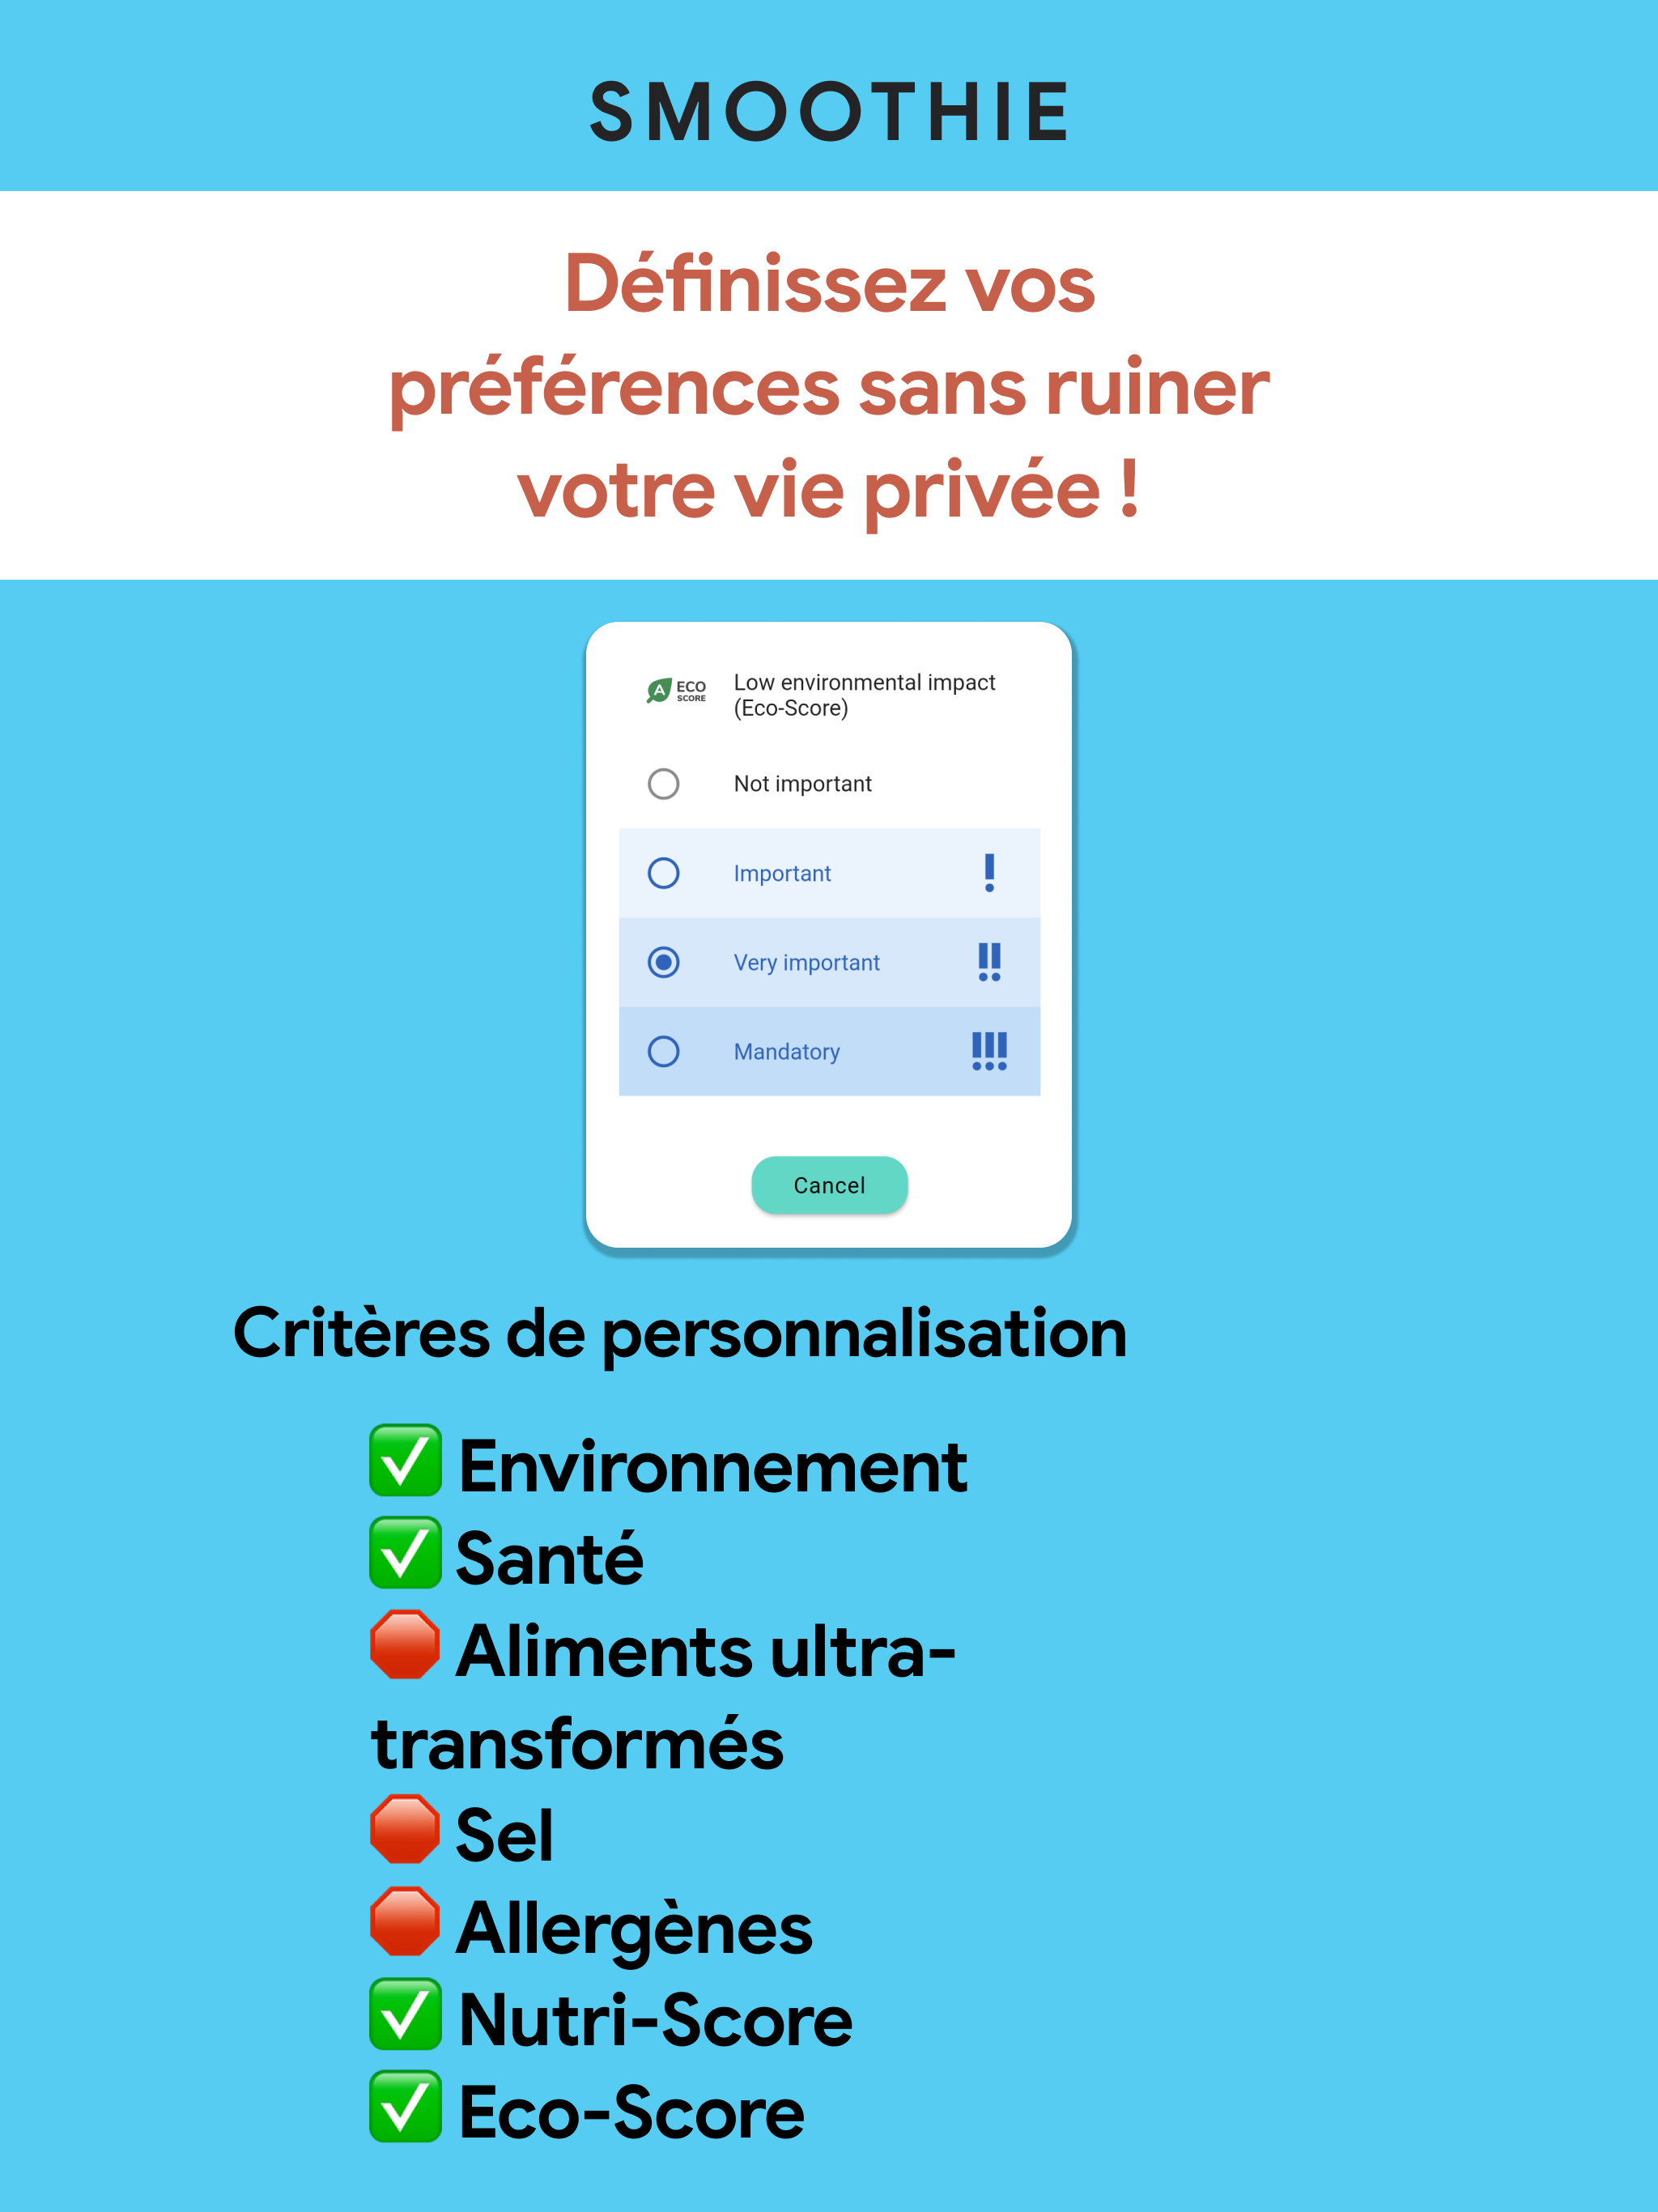 SMOOTHIE
Définissez vos
préférences sans ruiner
votre vie privée !
A ECO
SCORE
Low environmental impact
(Eco-Score)
Not important
Important !
Very important !!
Mandatory !!!
Cancel
Critères de personnalisation
✅ Environnement
✅ Santé
🛑 Aliments ultra-
transformés
🛑 Sel
🛑 Allergènes
✅ Nutri-Score
✅ Eco-Score